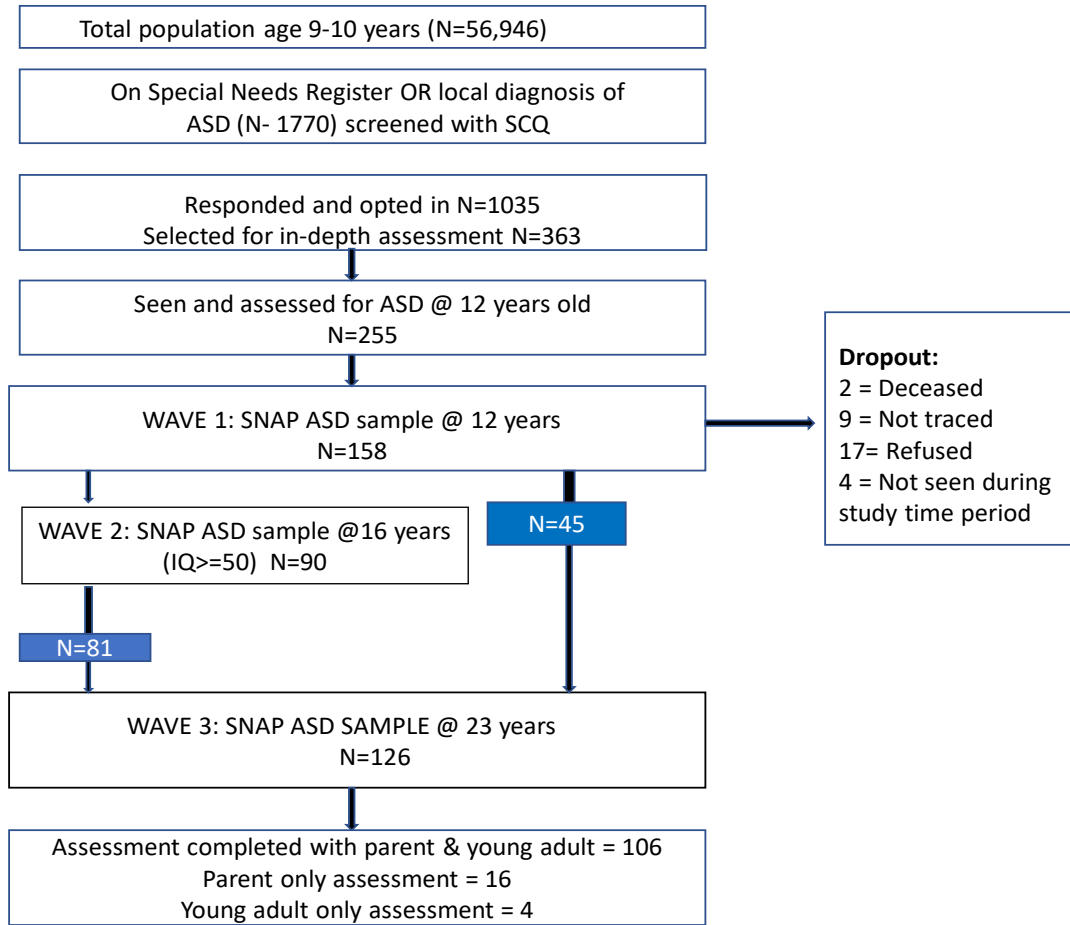 Total population age 9-10 years (N=56,946)
On Special Needs Register OR local diagnosis of
ASD (N- 1770) screened with SCQ
Responded and opted in N=1035
Selected for in-depth assessment N=363
Seen and assessed for ASD @ 12 years old
N=255
WAVE 1: SNAP ASD sample @ 12 years
N=158
Dropout:
2 = Deceased
9 = Not traced
17= Refused
4 = Not seen during
study time period
WAVE 2: SNAP ASD sample @16 years
(IQ>=50) N=90
N=45
N=81
WAVE 3: SNAP ASD SAMPLE @ 23 years
N=126
Assessment completed with parent & young adult = 106
Parent only assessment = 16
Young adult only assessment = 4